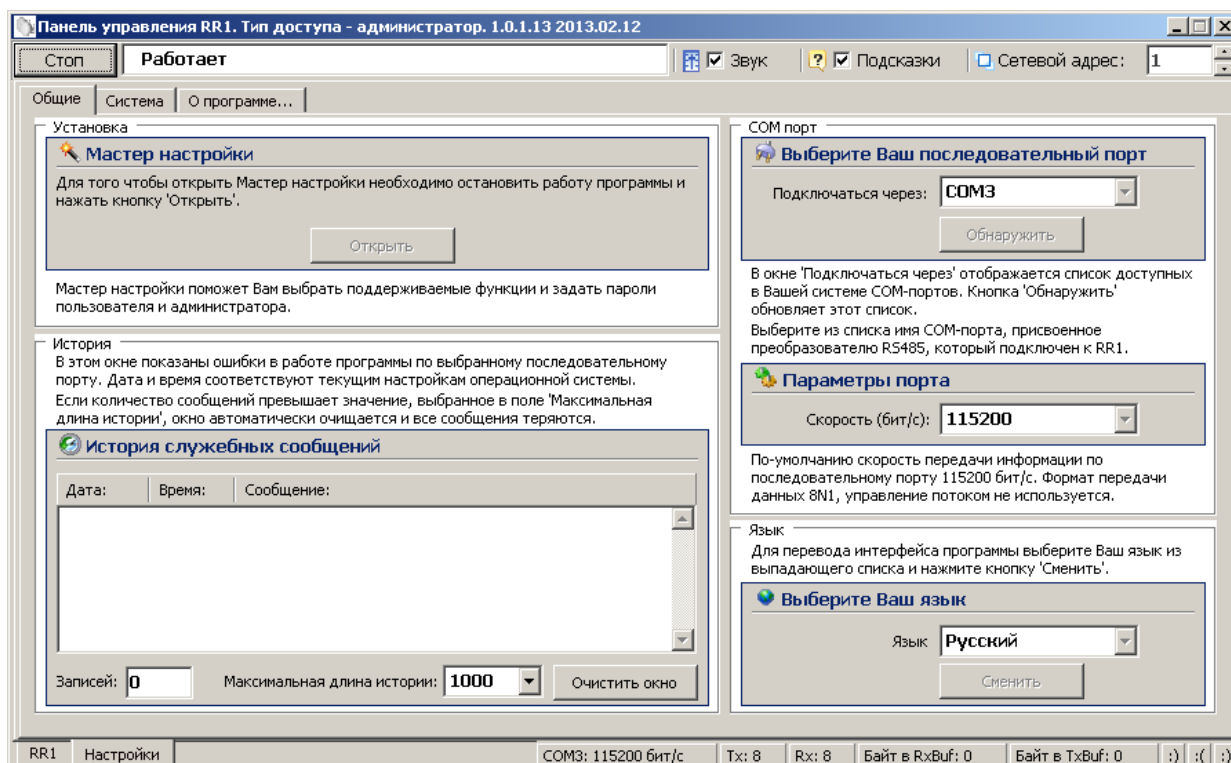 Панель управления RR1. Тип доступа - администратор. 1.0.1.13 2013.02.12
Стоп
Работает
Звук
Подсказки
Сетевой адрес:
1
Общие
Система
О программе...
Установка
Мастер настройки
Для того чтобы открыть Мастер настройки необходимо остановить работу программы и
нажать кнопку 'Открыть'.
Открыть
Мастер настройки поможет Вам выбрать поддерживаемые функции и задать пароли
пользователя и администратора.
История
В этом окне показаны ошибки в работе программы по выбранному последовательному
порту. Дата и время соответствуют текущим настройкам операционной системы.
Если количество сообщений превышает значение, выбранное в поле 'Максимальная
длина истории', окно автоматически очищается и все сообщения теряются.
История служебных сообщений
Дата:
Время:
Сообщение:
Записей: 0
Максимальная длина истории: 1000
Очистить окно
COM порт
Выберите Ваш последовательный порт
Подключаться через: COM3
Обнаружить
В окне 'Подключаться через' отображается список доступных
в Вашей системе COM-портов. Кнопка 'Обнаружить'
обновляет этот список.
Выберите из списка имя COM-порта, присвоенное
преобразователю RS485, который подключен к RR1.
Параметры порта
Скорость (бит/с): 115200
По-умолчанию скорость передачи информации по
последовательному порту 115200 бит/с. Формат передачи
данных 8N1, управление потоком не используется.
Язык
Для перевода интерфейса программы выберите Ваш язык из
выпадающего списка и нажмите кнопку 'Сменить'.
Выберите Ваш язык
Язык Русский
Сменить
RR1
Настройки
COM3: 115200 бит/с
Tx: 8
Rx: 8
Байт в RxBuf: 0
Байт в TxBuf: 0
:)
:(
:)